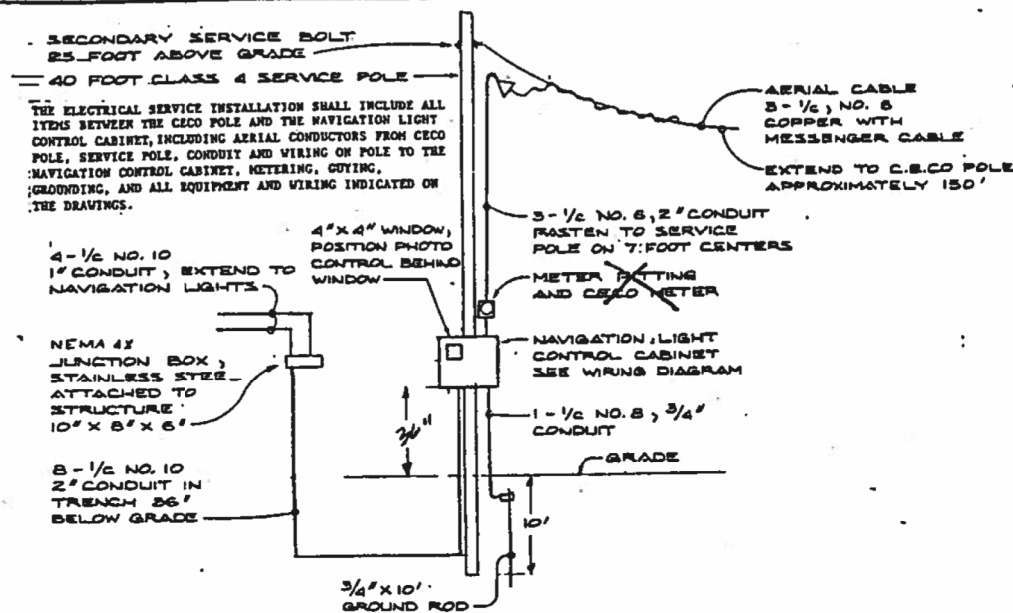 SECONDARY SERVICE BOLT
25 FOOT ABOVE GRADE
40 FOOT CLASS 4 SERVICE POLE
THE ELECTRICAL SERVICE INSTALLATION SHALL INCLUDE ALL
ITEMS BETWEEN THE CECO POLE AND THE NAVIGATION LIGHT
CONTROL CABINET, INCLUDING AERIAL CONDUCTORS FROM CECO
POLE, SERVICE POLE, CONDUIT AND WIRING ON POLE TO THE
NAVIGATION CONTROL CABINET, METERING, GUYING,
GROUNDING, AND ALL EQUIPMENT AND WIRING INDICATED ON
THE DRAWINGS.
AERIAL CABLE
3-1/C, NO. 6
COPPER WITH
MESSENGER CABLE
EXTEND TO C.E.CO POLE
APPROXIMATELY 150'
4" X 4" WINDOW,
POSITION PHOTO
CONTROL BEHIND
WINDOW
3-1/C NO. 6, 2" CONDUIT
FASTEN TO SERVICE
POLE ON 7-FOOT CENTERS
METER FITTING
AND CECO METER
4-1/C NO. 10
1" CONDUIT, EXTEND TO
NAVIGATION LIGHTS
NEMA 4X
JUNCTION BOX,
STAINLESS STEE
ATTACHED TO
STRUCTURE
10" X 8" X 6"
NAVIGATION LIGHT
CONTROL CABINET
SEE WIRING DIAGRAM
1-1/C NO. 8, 3/4"
CONDUIT
36"
GRADE
8-1/C NO. 10
2" CONDUIT IN
TRENCH 36"
BELOW GRADE
10'
3/4" X 10'
GROUND ROD